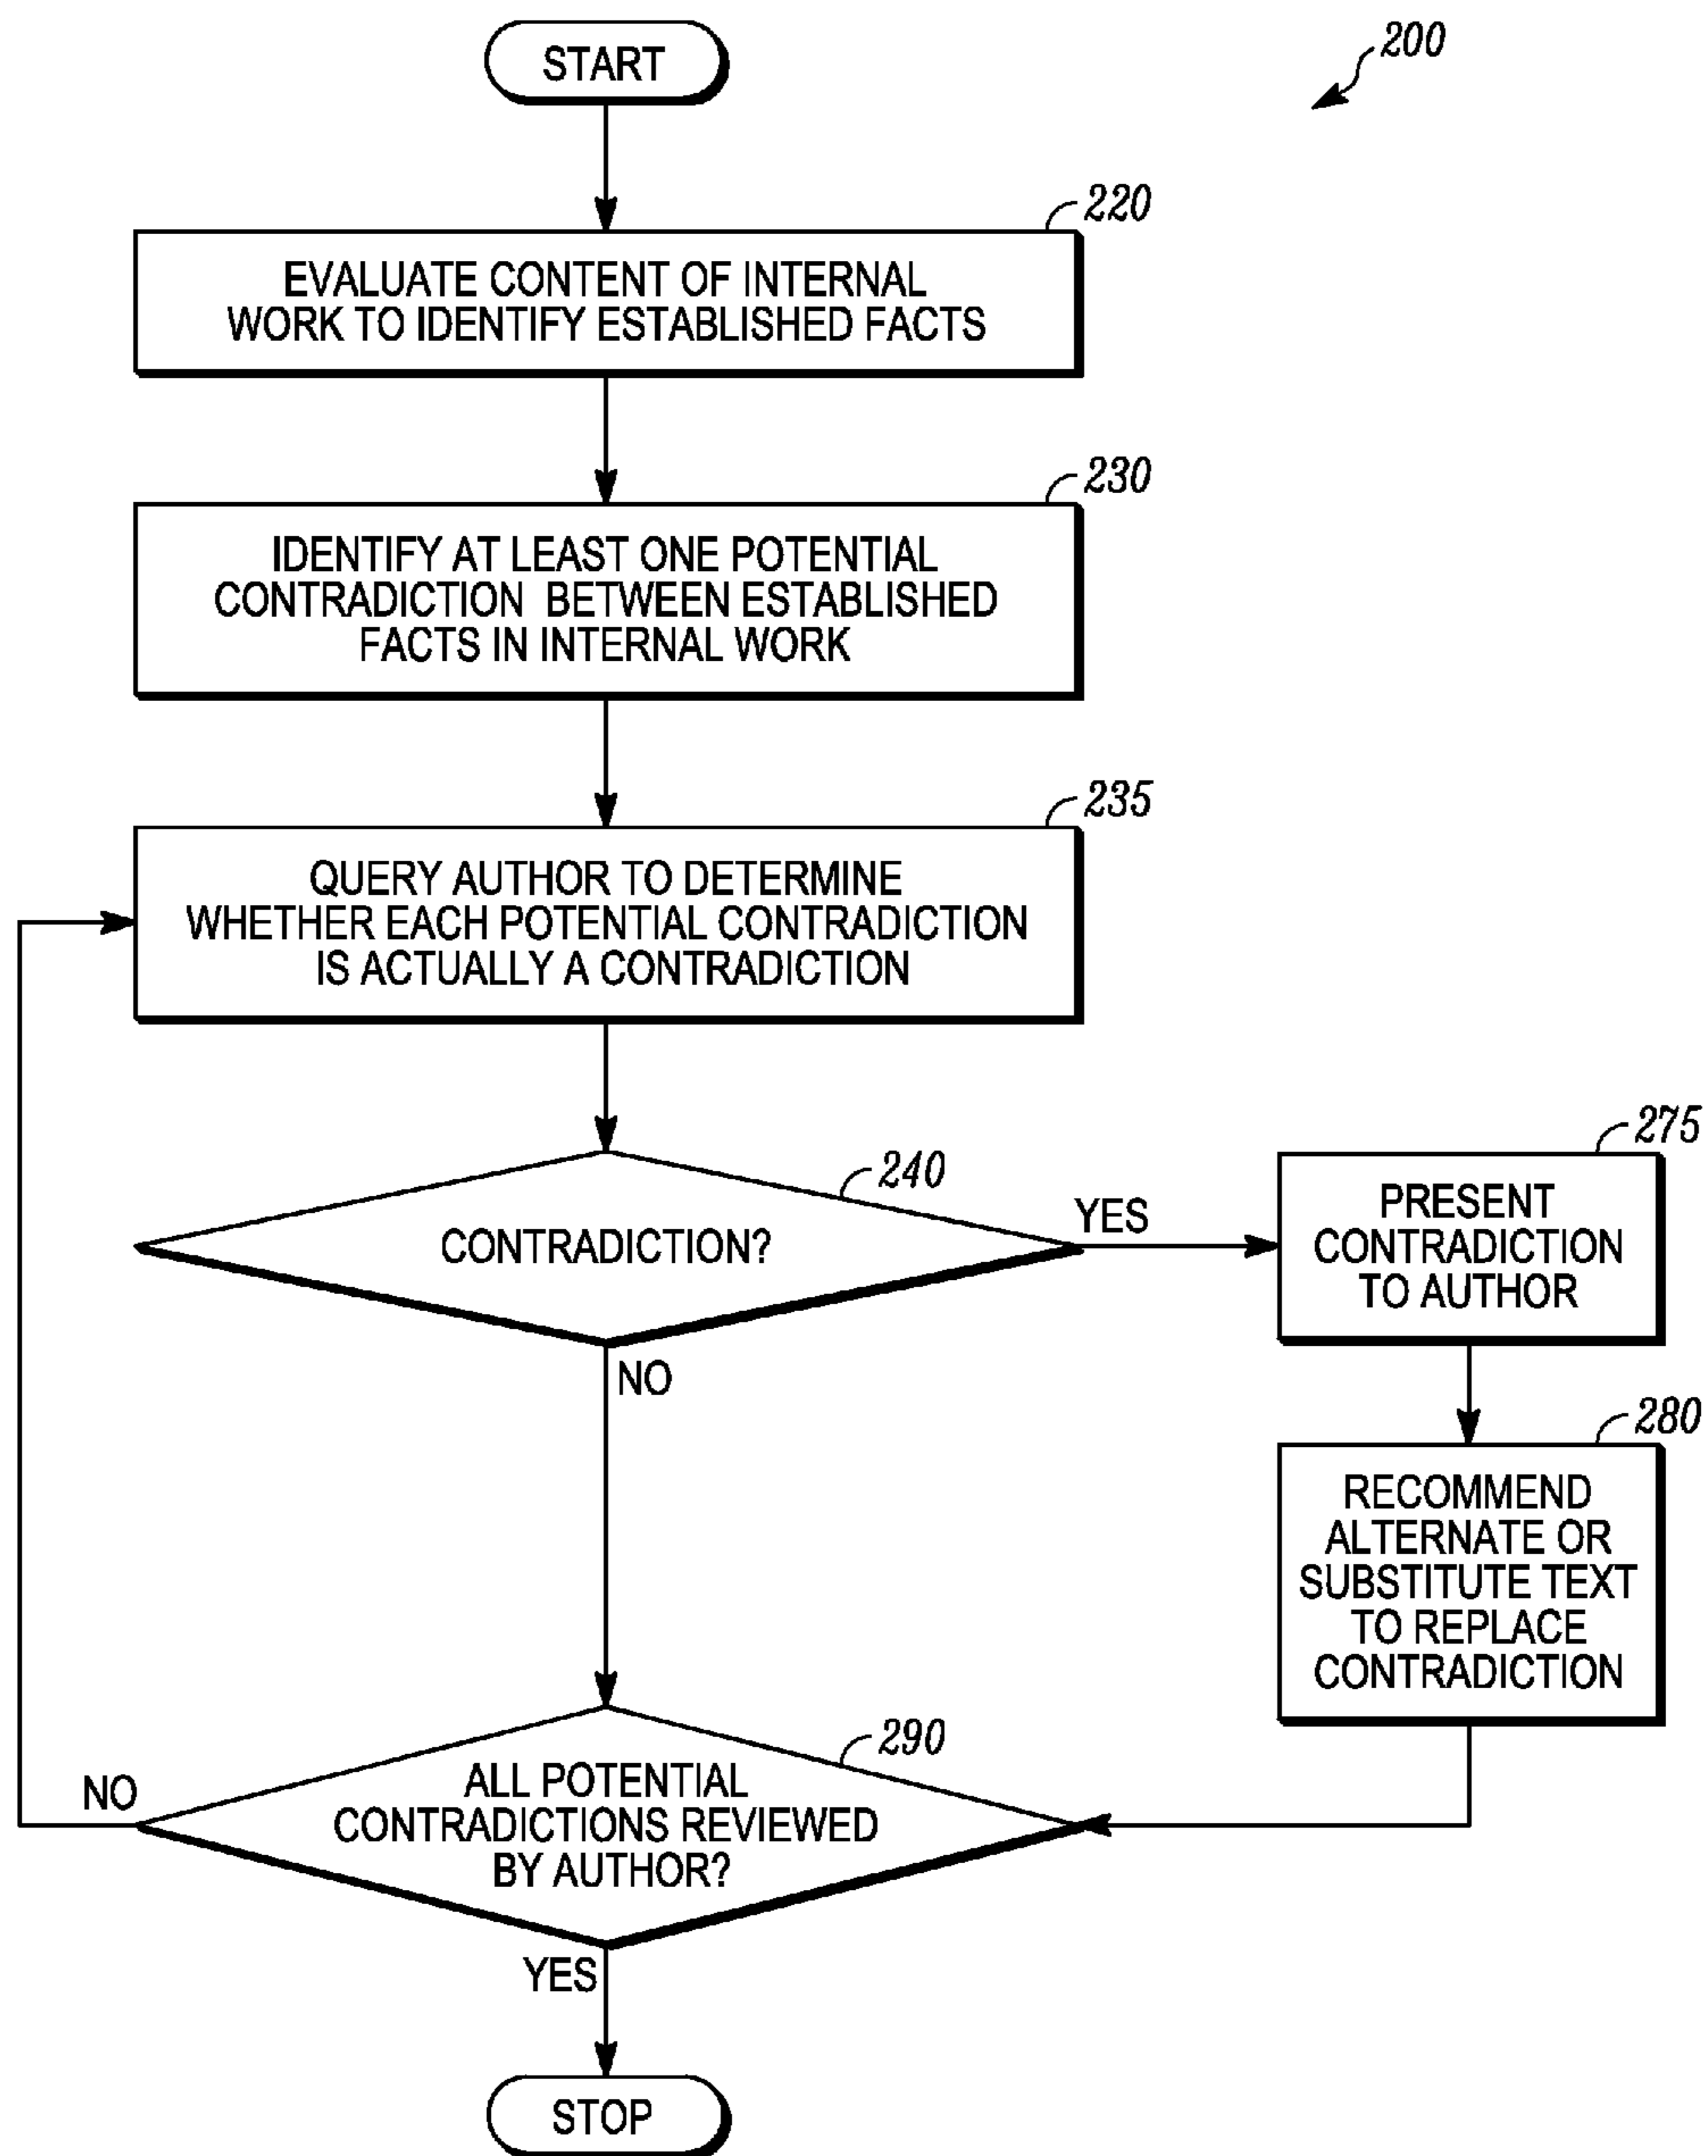 START
200
220
EVALUATE CONTENT OF INTERNAL
WORK TO IDENTIFY ESTABLISHED FACTS
230
IDENTIFY AT LEAST ONE POTENTIAL
CONTRADICTION BETWEEN ESTABLISHED
FACTS IN INTERNAL WORK
235
QUERY AUTHOR TO DETERMINE
WHETHER EACH POTENTIAL CONTRADICTION
IS ACTUALLY A CONTRADICTION
240
CONTRADICTION?
YES
NO
275
PRESENT
CONTRADICTION
TO AUTHOR
280
RECOMMEND
ALTERNATE OR
SUBSTITUTE TEXT
TO REPLACE
CONTRADICTION
290
ALL POTENTIAL
CONTRADICTIONS REVIEWED
BY AUTHOR?
NO
YES
STOP